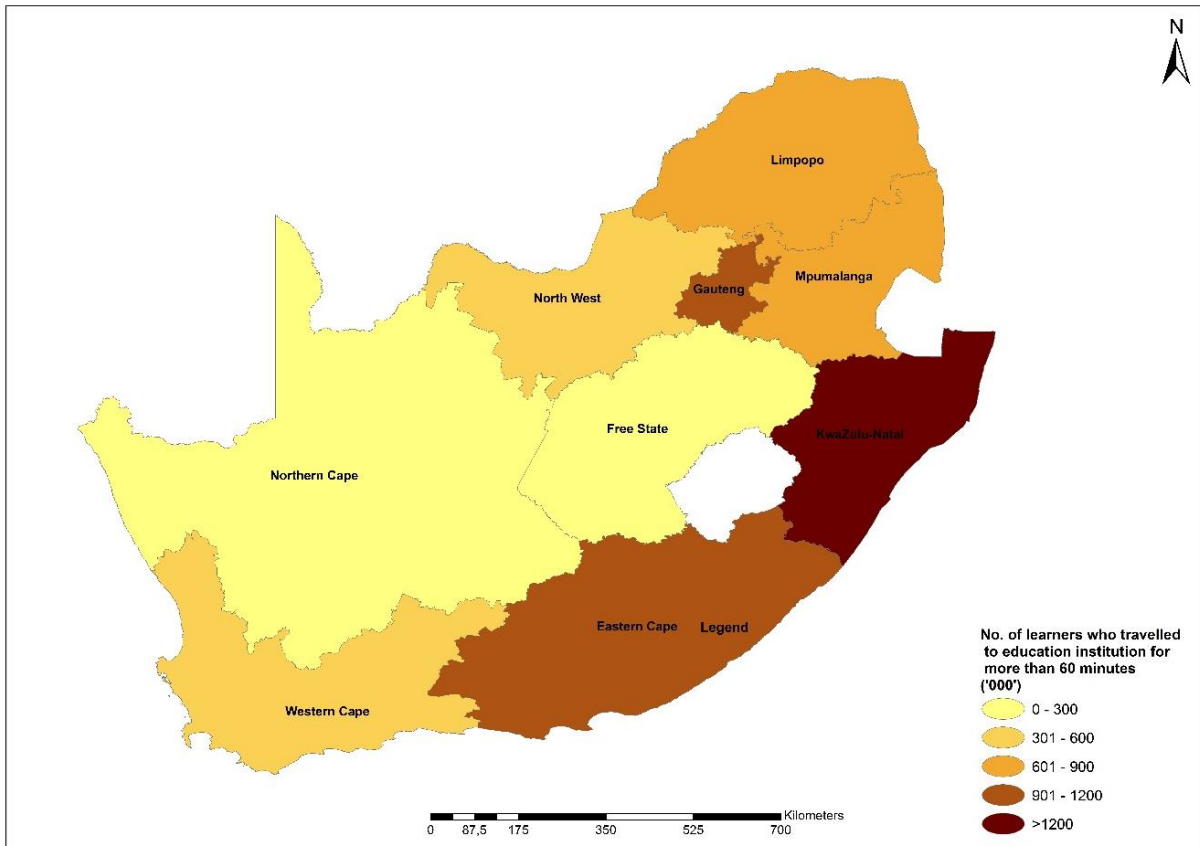 N
Limpopo
Mpumalanga
Gauteng
North West
Free State
KwaZulu-Natal
Northern Cape
Eastern Cape
Legend
Western Cape
No. of learners who travelled
to education institution for
more than 60 minutes
('000')
0 - 300
301 - 600
601 - 900
901 - 1200
>1200
Kilometers
0 87,5 175 350 525 700